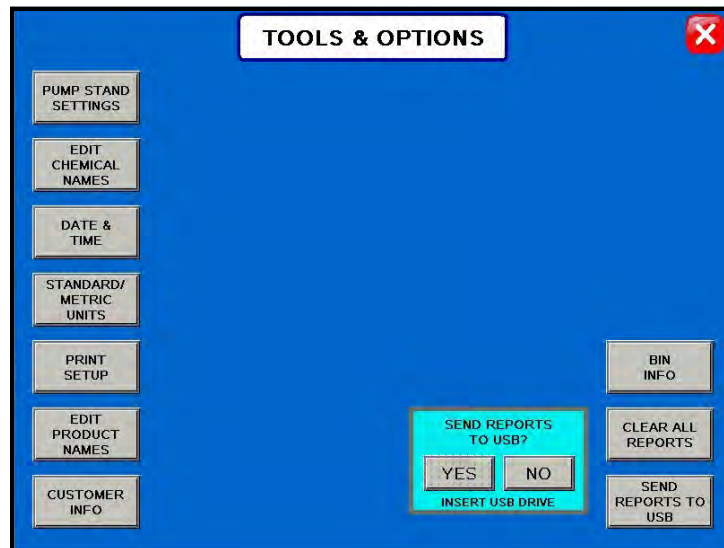 TOOLS & OPTIONS
PUMP STAND
SETTINGS
EDIT
CHEMICAL
NAMES
DATE &
TIME
STANDARD/
METRIC
UNITS
PRINT
SETUP
EDIT
PRODUCT
NAMES
CUSTOMER
INFO
SEND REPORTS
TO USB?
YES NO
INSERT USB DRIVE
BIN
INFO
CLEAR ALL
REPORTS
SEND
REPORTS TO
USB